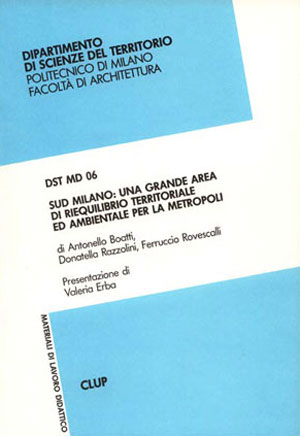 DIPARTIMENTO
DI SCIENZE DEL TERRITORIO
POLITECNICO DI MILANO
FACOLTÀ DI ARCHITETTURA
DST MD 06
SUD MILANO: UNA GRANDE AREA
DI RIEQUILIBRIO TERRITORIALE
ED AMBIENTALE PER LA METROPOLI
di Antonello Boatti,
Donatella Razzolini, Ferruccio Rovescalli
Presentazione di
Valeria Erba
MATERIALI DI LAVORO DIDATTICO
CLUP